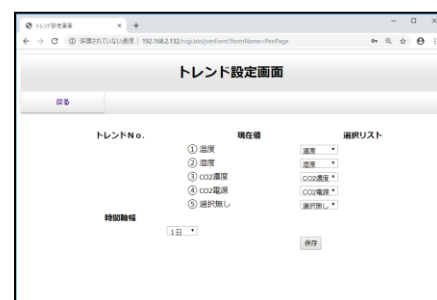 トレンド設定画面
保護されていない通信 | 192.168.2.132/cgi.bin/jvmForm?formName=PenPage
トレンド設定画面
戻る
トレンドNo. 現在値 選択リスト
① 温度 温度
② 湿度 湿度
③ CO2濃度 CO2濃度
④ CO2電源 CO2電源
⑤ 選択無し 選択無し
時間軸幅
1日
保存